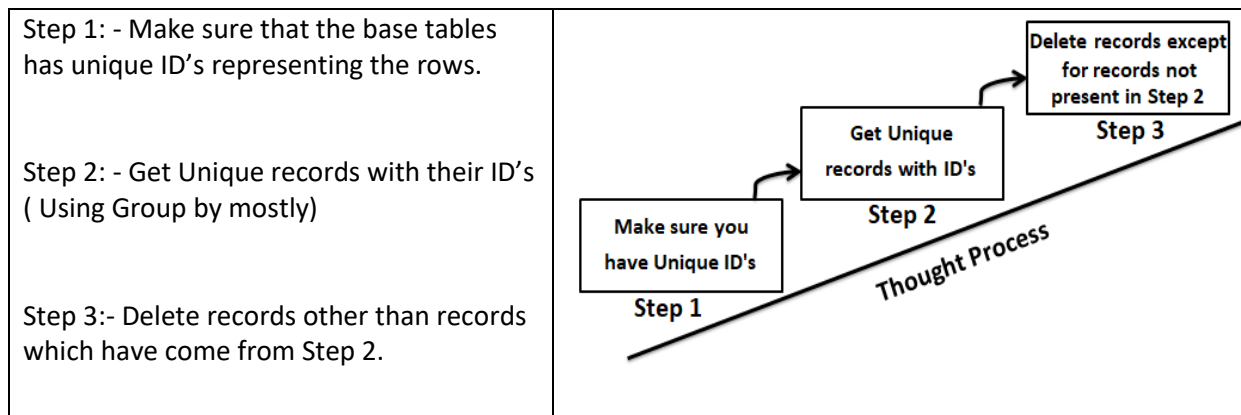 Step 1: - Make sure that the base tables
has unique ID’s representing the rows.
Step 2: - Get Unique records with their ID’s
( Using Group by mostly)
Step 3:- Delete records other than records
which have come from Step 2.
Delete records except
for records not
present in Step 2
Step 3
Get Unique
records with ID's
Step 2
Make sure you
have Unique ID's
Step 1
Thought Process